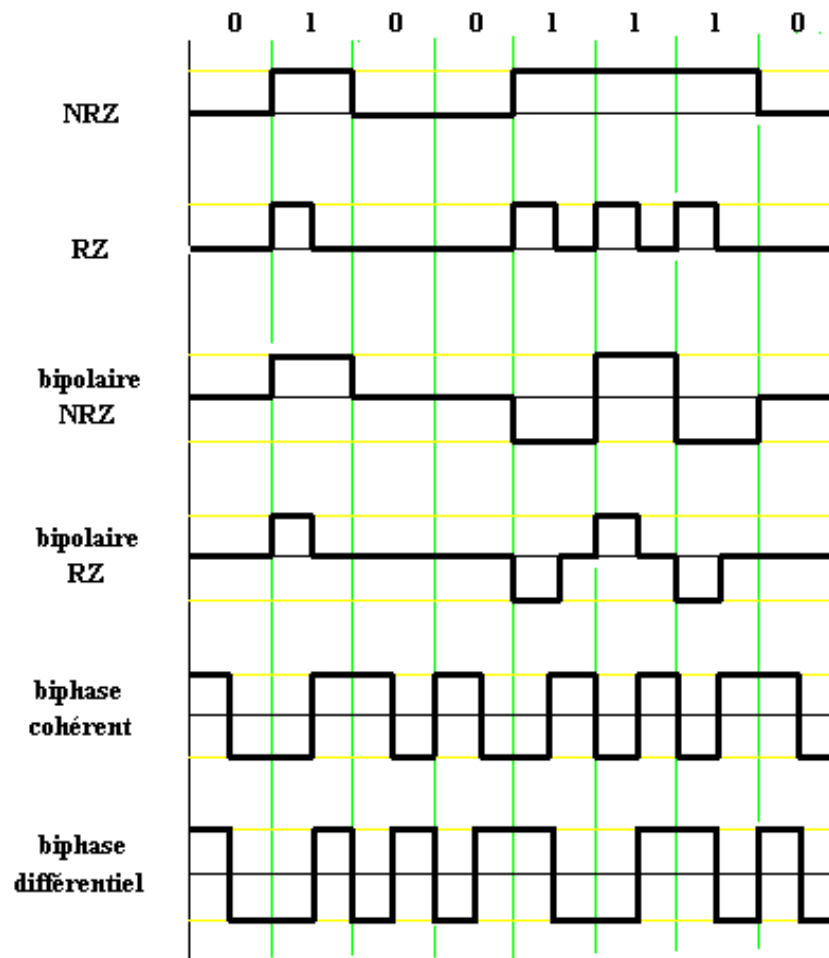 0 1 0 0 1 1 1 0
NRZ
RZ
bipolaire
NRZ
bipolaire
RZ
biphase
cohérent
biphase
différentiel